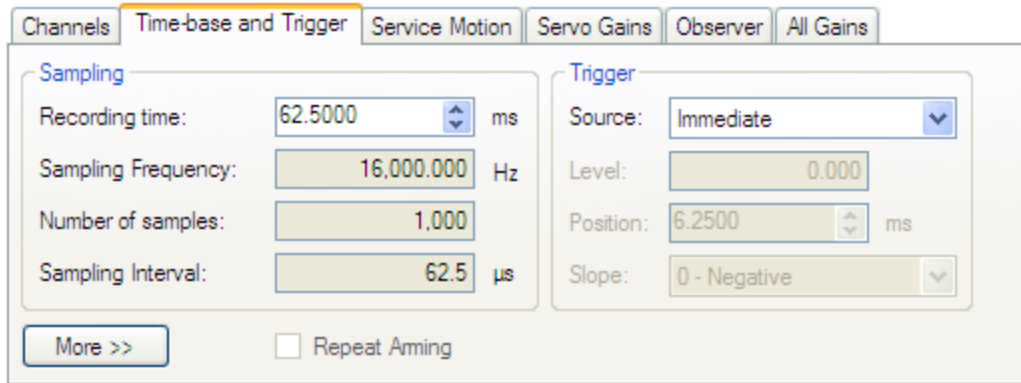 Channels Time-base and Trigger Service Motion Servo Gains Observer All Gains
Sampling
Recording time: 62.5000 ms
Sampling Frequency: 16,000.000 Hz
Number of samples: 1,000
Sampling Interval: 62.5 µs
Trigger
Source: Immediate
Level: 0.000
Position: 6.2500 ms
Slope: 0 - Negative
More >> Repeat Arming